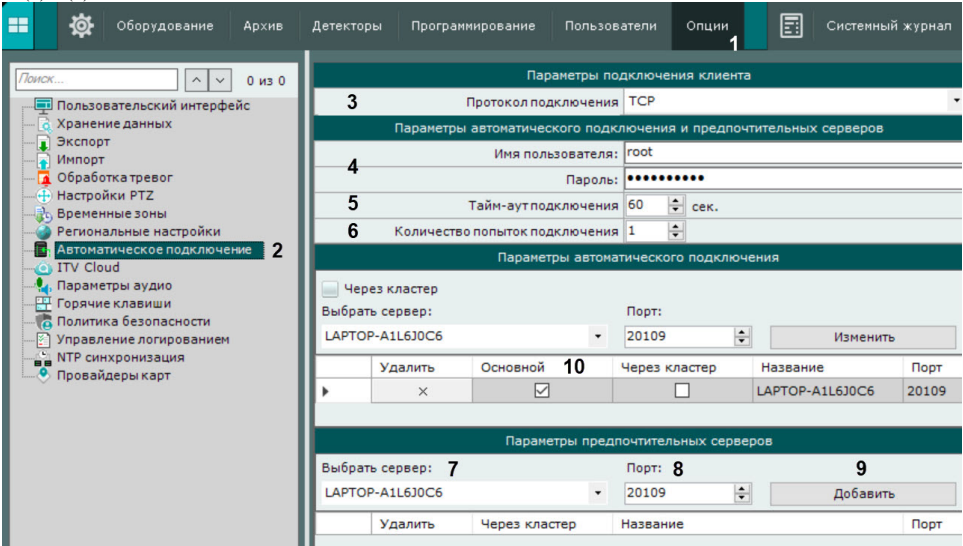 Оборудование Архив Детекторы Программирование Пользователи Опции 1 Системный журнал
Поиск... 0 из 0
Пользовательский интерфейс
Хранение данных
Экспорт
Импорт
Обработка тревог
Настройки PTZ
Временные зоны
Региональные настройки
Автоматическое подключение 2
ITV Cloud
Параметры аудио
Горячие клавиши
Политика безопасности
Управление логированием
NTP синхронизация
Провайдеры карт
Параметры подключения клиента
3 Протокол подключения TCP
Параметры автоматического подключения и предпочтительных серверов
4 Имя пользователя: root
Пароль: ••••••••••
5 Тайм-аут подключения 60 сек.
6 Количество попыток подключения 1
Параметры автоматического подключения
Через кластер
Выбрать сервер: Порт:
LAPTOP-A1L6J0C6 20109 Изменить
Удалить Основной 10 Через кластер Название Порт
LAPTOP-A1L6J0C6 20109
Параметры предпочтительных серверов
Выбрать сервер: 7 Порт: 8 9
LAPTOP-A1L6J0C6 20109 Добавить
Удалить Через кластер Название Порт